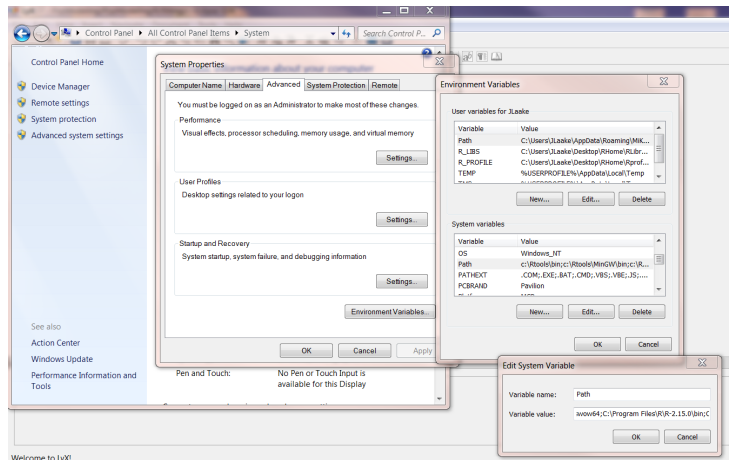 Control Panel
All Control Panel Items
System
Search Control P...
Control Panel Home
Device Manager
Remote settings
System protection
Advanced system settings
See also
Action Center
Windows Update
Performance Information and
Tools
Pen and Touch:
No Pen or Touch Input is
available for this Display
System Properties
Computer Name
Hardware
Advanced
System Protection
Remote
You must be logged on as an Administrator to make most of these changes.
Performance
Visual effects, processor scheduling, memory usage, and virtual memory
Settings...
User Profiles
Desktop settings related to your logon
Settings...
Startup and Recovery
System startup, system failure, and debugging information
Settings...
Environment Variables...
OK Cancel Apply
Environment Variables
User variables for JLaake
Variable Value
Path C:\Users\JLaake\AppData\Roaming\MiK...
R_LIBS C:\Users\JLaake\Desktop\RHome\RLibr...
R_PROFILE C:\Users\JLaake\Desktop\RHome\Rprof...
TEMP %USERPROFILE%\AppData\Local\Temp
New... Edit... Delete
System variables
Variable Value
OS Windows_NT
Path c:\Rtools\bin;c:\Rtools\MinGW\bin;c:\R...
PATHEXT .COM;.EXE;.BAT;.CMD;.VBS;.VBE;.JS;....
PCBRAND Pavilion
New... Edit... Delete
OK Cancel
Edit System Variable
Variable name: Path
Variable value: wow64;C:\Program Files\R\R-2.15.0\bin;C
OK Cancel
Welcome to LyX!